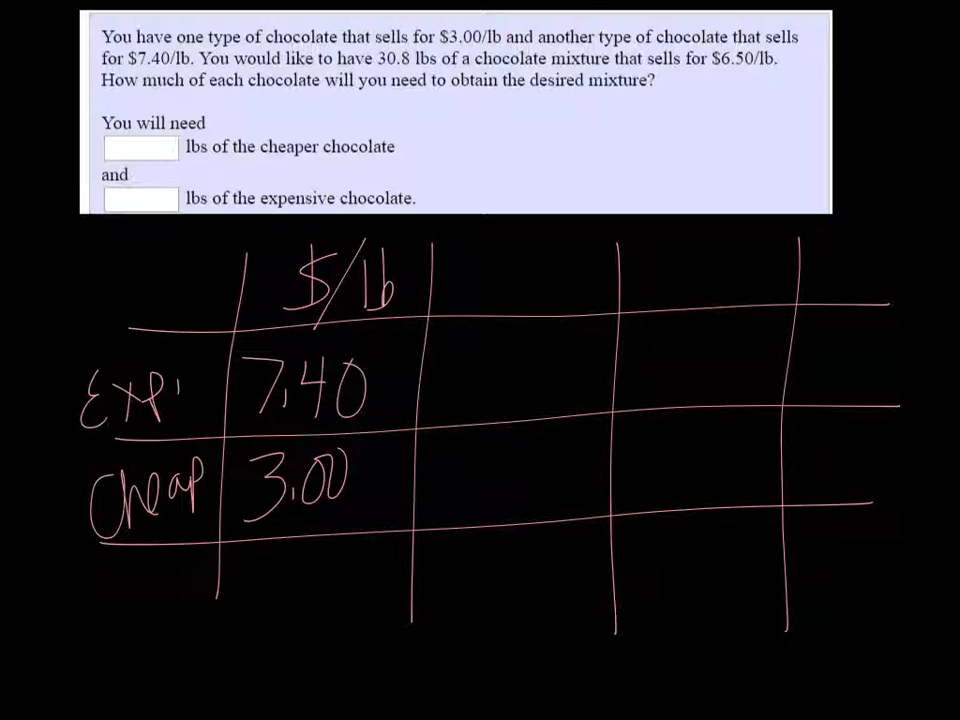 You have one type of chocolate that sells for $3.00/lb and another type of chocolate that sells
for $7.40/lb. You would like to have 30.8 lbs of a chocolate mixture that sells for $6.50/lb.
How much of each chocolate will you need to obtain the desired mixture?
You will need
lbs of the cheaper chocolate
and
lbs of the expensive chocolate.
$/lb
Exp. 7.40
Cheap 3.00